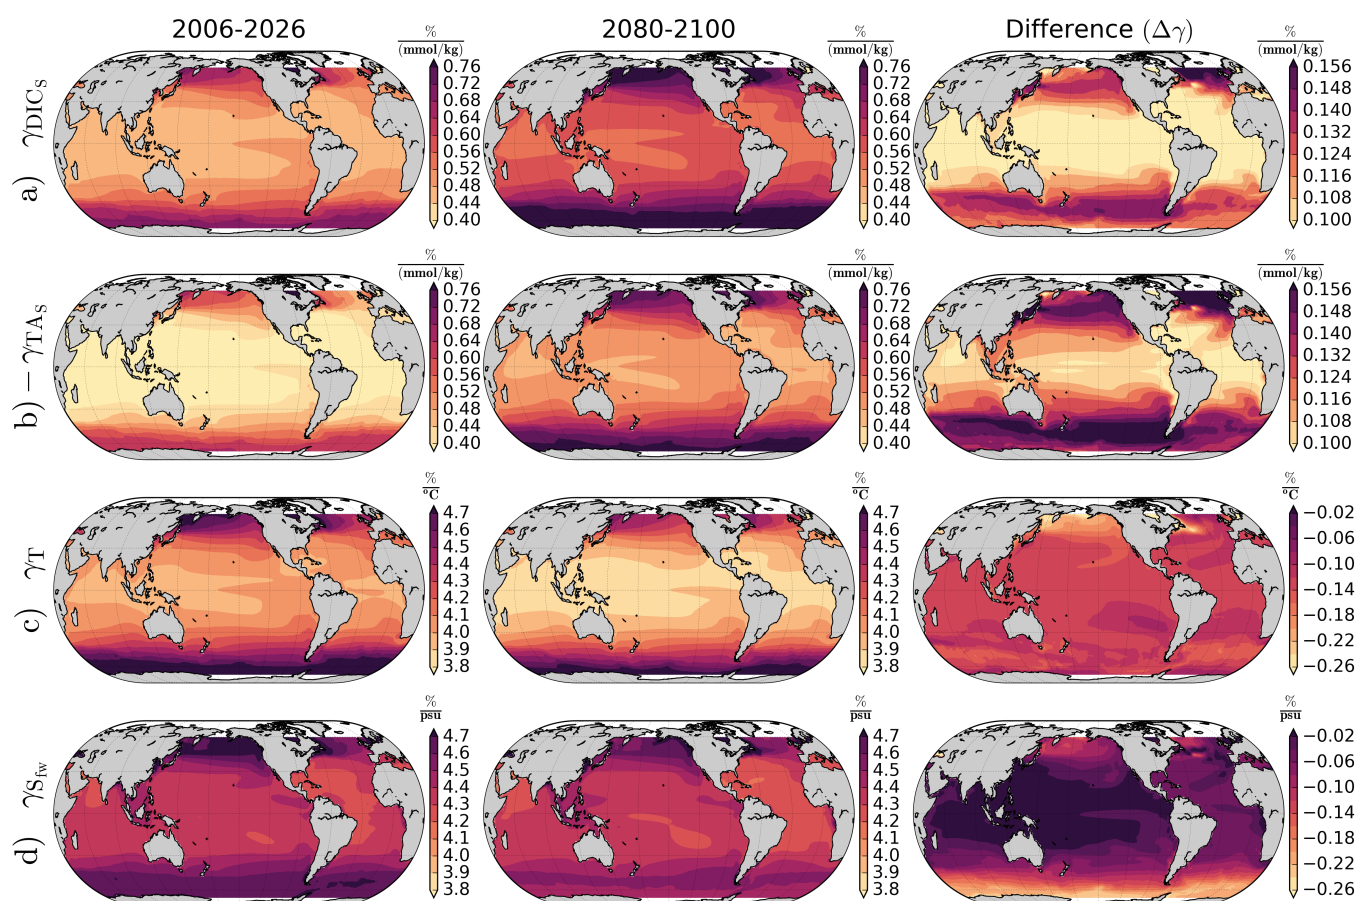 2006-2026 2080-2100 Difference (Δγ)
% (mmol/kg) % (mmol/kg) % (mmol/kg)
a) γDICs
0.76 0.76 0.156
0.72 0.72 0.148
0.68 0.68 0.140
0.64 0.64 0.132
0.60 0.60 0.124
0.56 0.56 0.116
0.52 0.52 0.108
0.48 0.48 0.100
0.44 0.44
0.40 0.40
% (mmol/kg) % (mmol/kg) % (mmol/kg)
b) −γTAs
0.76 0.76 0.156
0.72 0.72 0.148
0.68 0.68 0.140
0.64 0.64 0.132
0.60 0.60 0.124
0.56 0.56 0.116
0.52 0.52 0.108
0.48 0.48 0.100
0.44 0.44
0.40 0.40
% °C % °C % °C
c) γT
4.7 4.7 −0.02
4.6 4.6 −0.06
4.5 4.5 −0.10
4.3 4.3 −0.14
4.2 4.2 −0.18
4.1 4.1 −0.22
4.0 4.0 −0.26
3.9 3.9
3.8 3.8
% psu % psu % psu
d) γSfw
4.7 4.7 −0.02
4.6 4.6 −0.06
4.5 4.5 −0.10
4.3 4.3 −0.14
4.2 4.2 −0.18
4.1 4.1 −0.22
4.0 4.0 −0.26
3.9 3.9
3.8 3.8